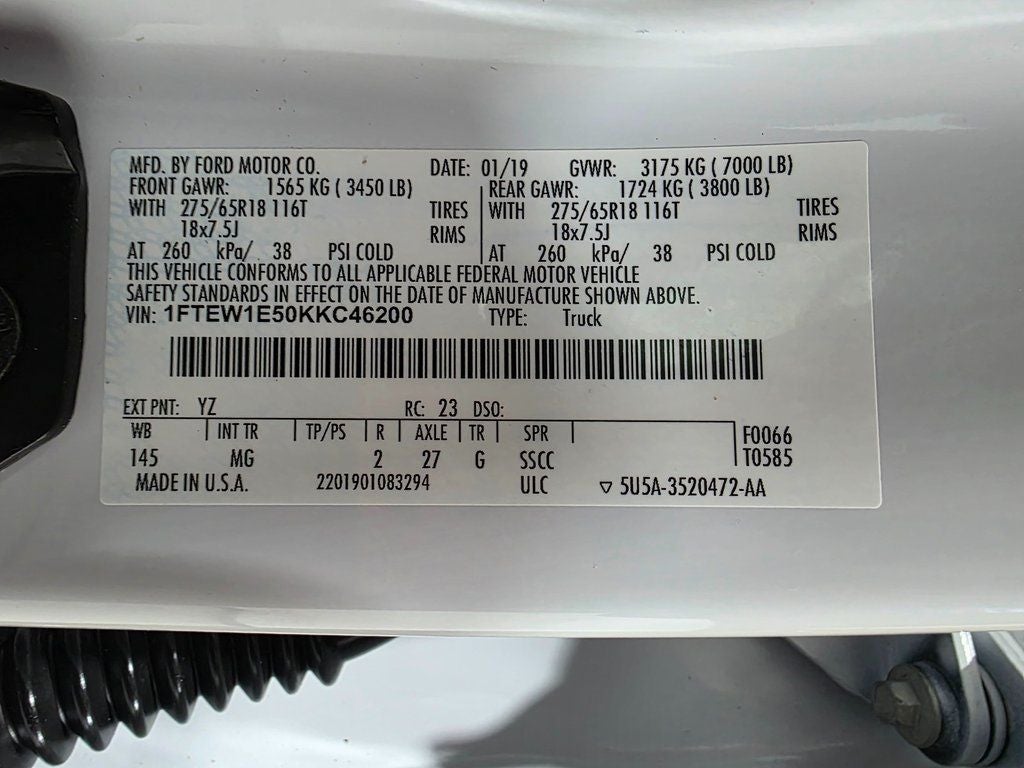 MFD. BY FORD MOTOR CO. DATE: 01/19 GVWR: 3175 KG ( 7000 LB)
FRONT GAWR: 1565 KG ( 3450 LB) REAR GAWR: 1724 KG ( 3800 LB)
WITH 275/65R18 116T TIRES WITH 275/65R18 116T TIRES
18x7.5J RIMS 18x7.5J RIMS
AT 260 kPa/ 38 PSI COLD AT 260 kPa/ 38 PSI COLD
THIS VEHICLE CONFORMS TO ALL APPLICABLE FEDERAL MOTOR VEHICLE
SAFETY STANDARDS IN EFFECT ON THE DATE OF MANUFACTURE SHOWN ABOVE.
VIN: 1FTEW1E50KKC46200 TYPE: Truck
EXT PNT: YZ RC: 23 DSO:
WB INT TR TP/PS R AXLE TR SPR F0066
145 MG 2 27 G SSCC T0585
MADE IN U.S.A. 2201901083294 ULC ▽ 5U5A-3520472-AA